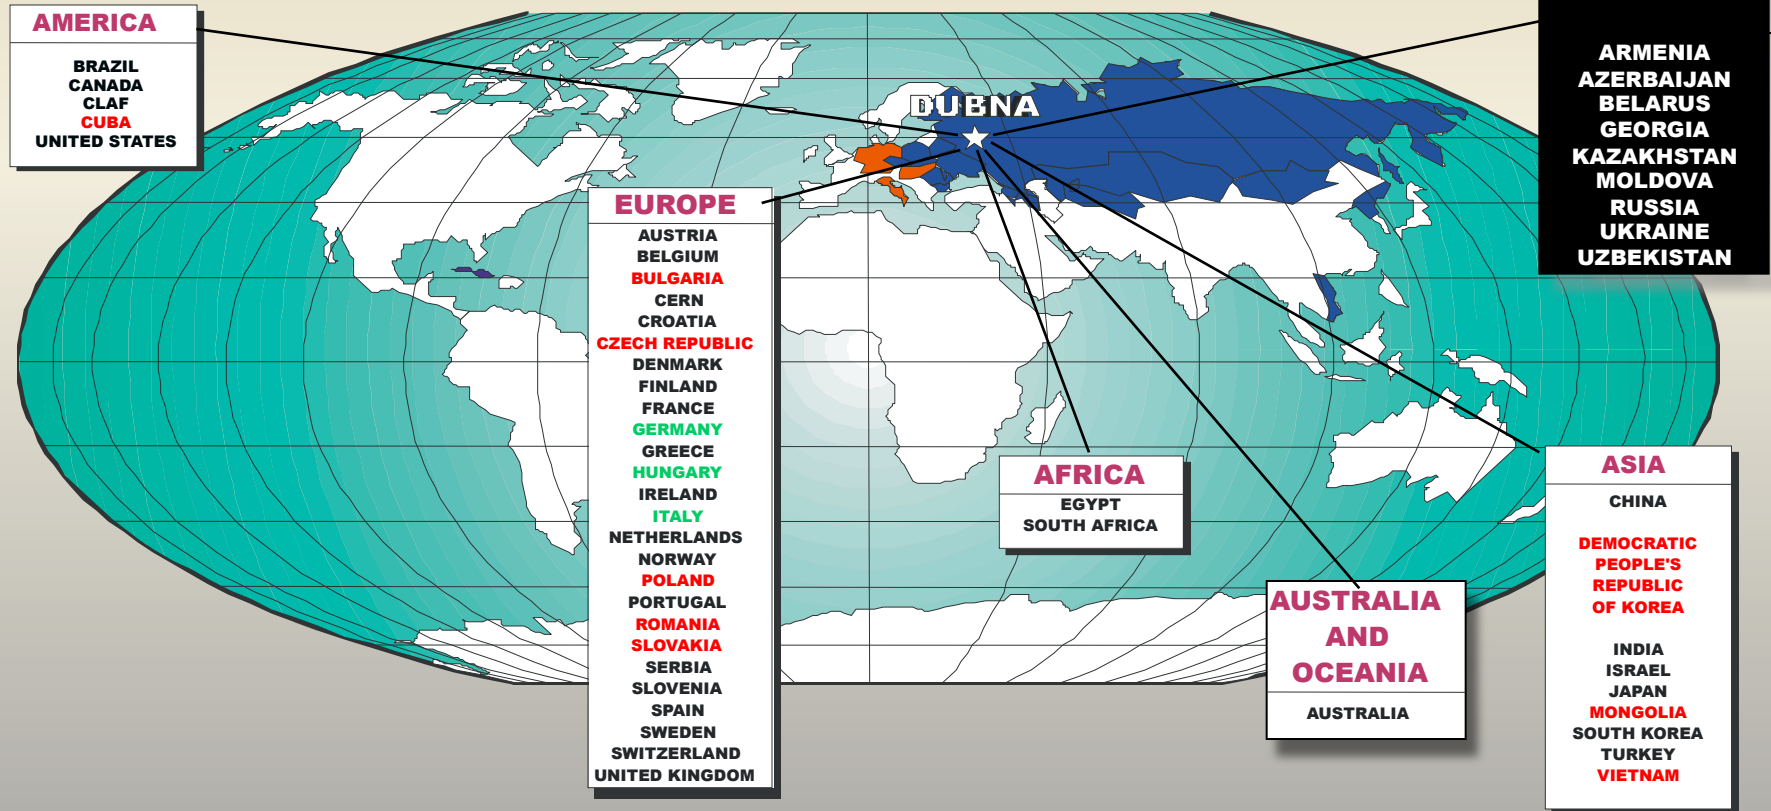 AMERICA
BRAZIL
CANADA
CLAF
CUBA
UNITED STATES
DUBNA
ARMENIA
AZERBAIJAN
BELARUS
GEORGIA
KAZAKHSTAN
MOLDOVA
RUSSIA
UKRAINE
UZBEKISTAN
EUROPE
AUSTRIA
BELGIUM
BULGARIA
CERN
CROATIA
CZECH REPUBLIC
DENMARK
FINLAND
FRANCE
GERMANY
GREECE
HUNGARY
IRELAND
ITALY
NETHERLANDS
NORWAY
POLAND
PORTUGAL
ROMANIA
SLOVAKIA
SERBIA
SLOVENIA
SPAIN
SWEDEN
SWITZERLAND
UNITED KINGDOM
AFRICA
EGYPT
SOUTH AFRICA
AUSTRALIA
AND
OCEANIA
AUSTRALIA
ASIA
CHINA
DEMOCRATIC
PEOPLE'S
REPUBLIC
OF KOREA
INDIA
ISRAEL
JAPAN
MONGOLIA
SOUTH KOREA
TURKEY
VIETNAM